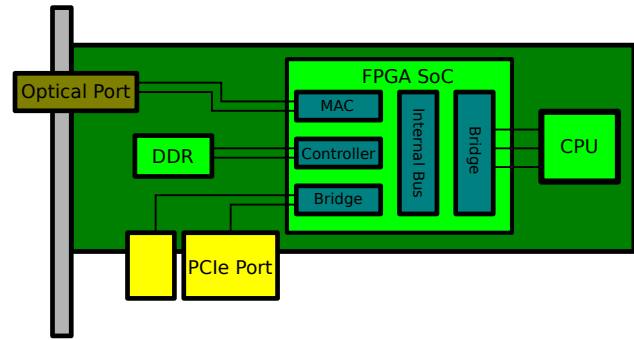 FPGA SoC
Optical Port
MAC
Internal Bus
Bridge
CPU
DDR
Controller
Bridge
PCIe Port